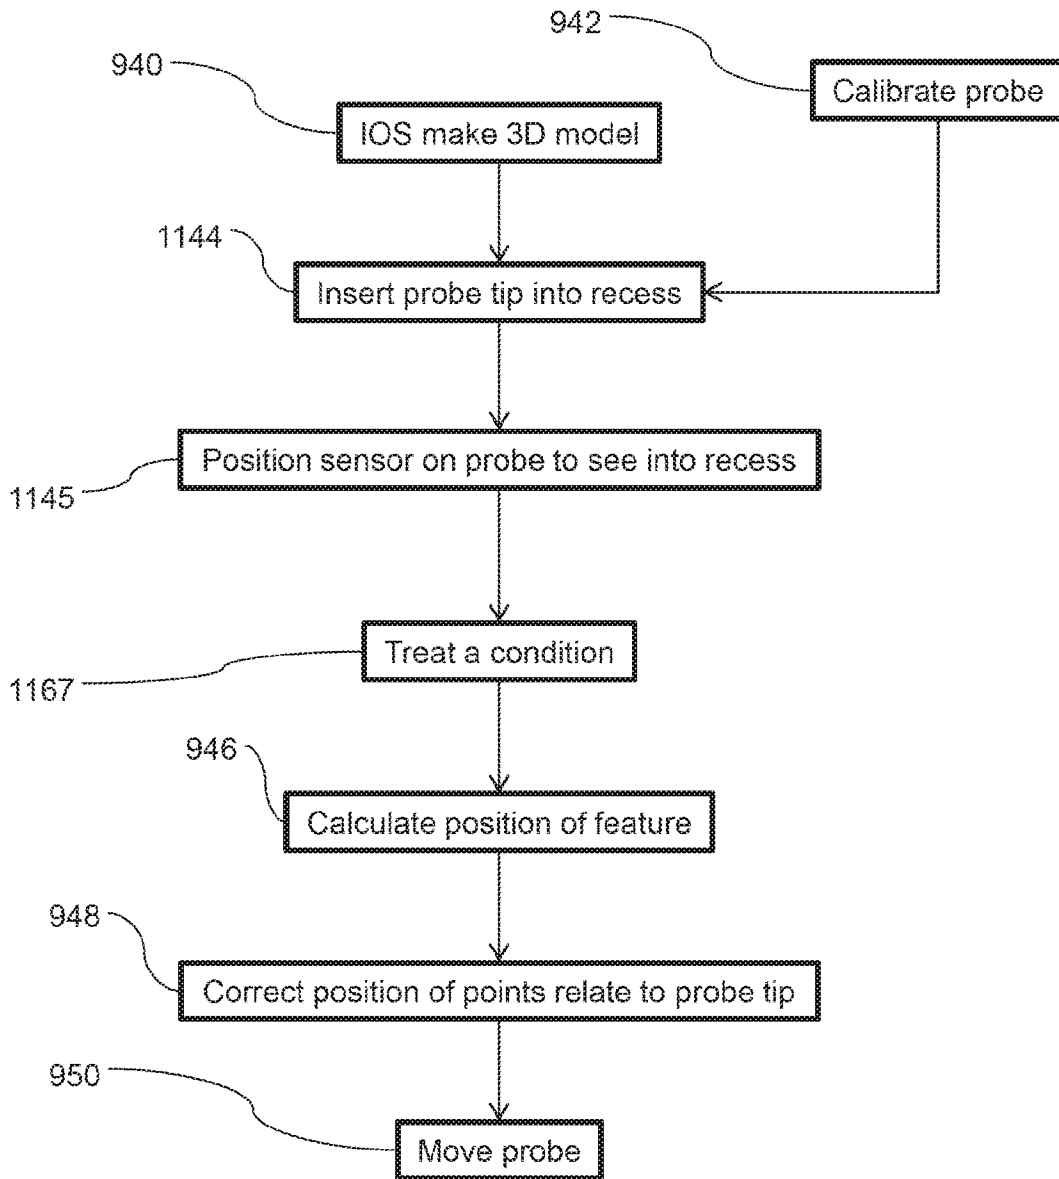 942
940
Calibrate probe
IOS make 3D model
1144
Insert probe tip into recess
Position sensor on probe to see into recess
1145
Treat a condition
1167
946
Calculate position of feature
948
Correct position of points relate to probe tip
950
Move probe